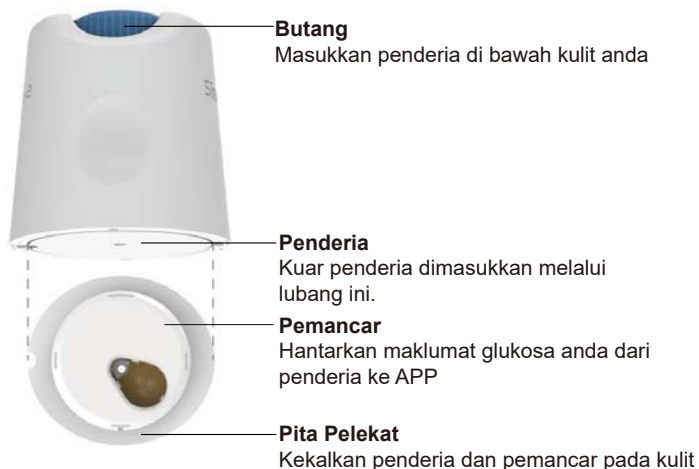 Butang
Masukkan penderia di bawah kulit anda
Penderia
Kuar penderia dimasukkan melalui
lubang ini.
Pemancar
Hantarkan maklumat glukosa anda dari
penderia ke APP
Pita Pelekat
Kekalkan penderia dan pemancar pada kulit